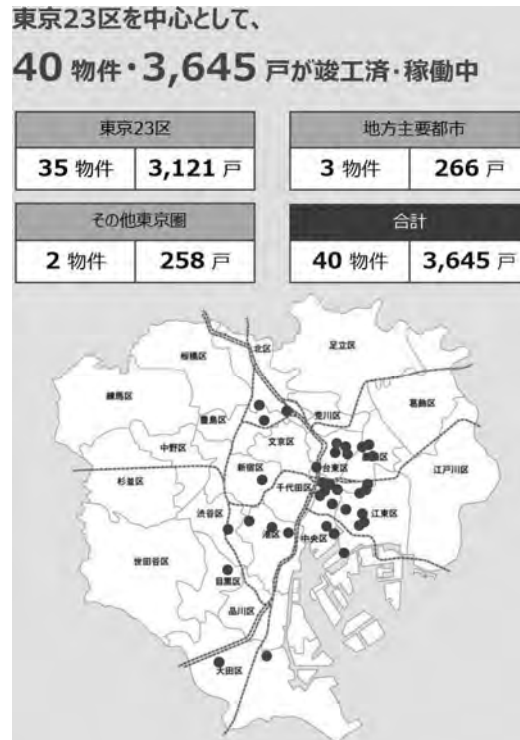 東京23区を中心として、
40 物件・3,645 戸が竣工済・稼働中
東京23区
35 物件 3,121 戸
地方主要都市
3 物件 266 戸
その他東京圏
2 物件 258 戸
合計
40 物件 3,645 戸
足立区
北区
板橋区
葛飾区
練馬区
荒川区
豊島区
文京区
中野区
台東区
江戸川区
新宿区
杉並区
千代田区
渋谷区
江東区
港区
中央区
世田谷区
目黒区
品川区
大田区